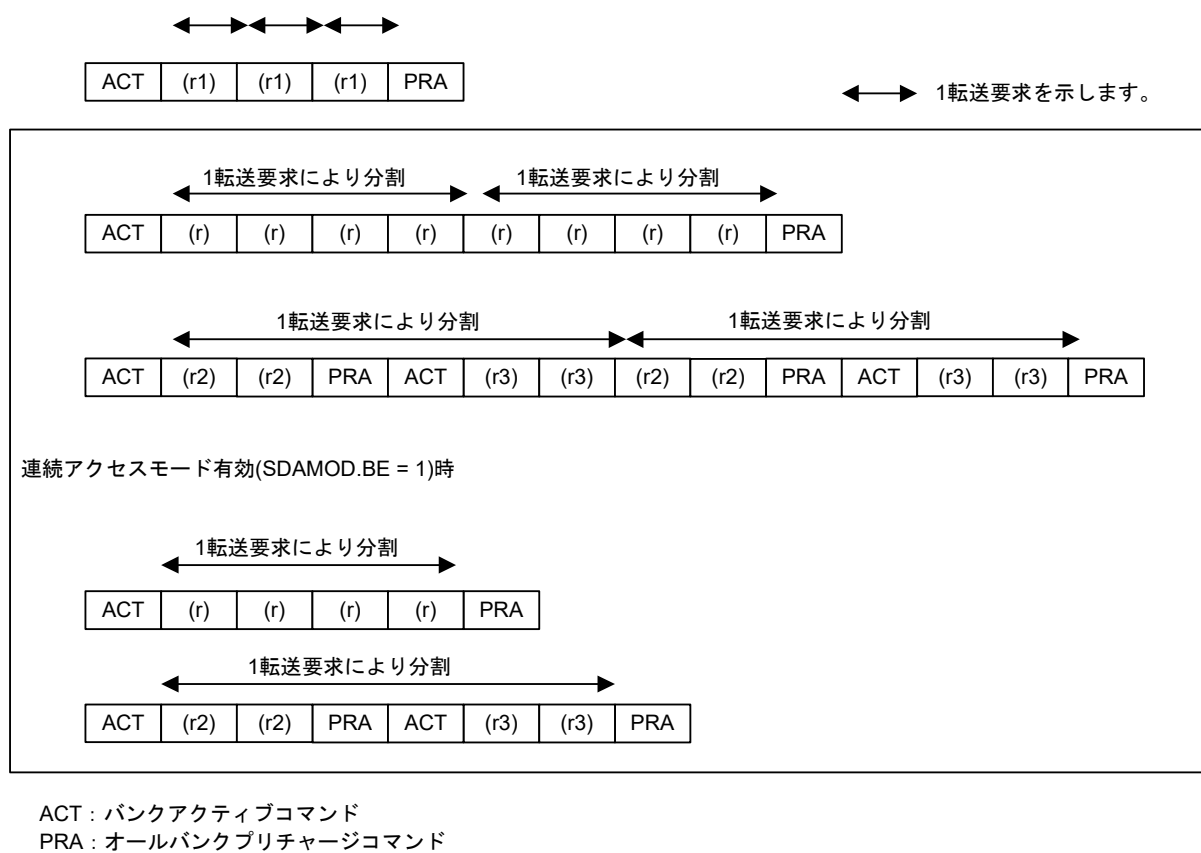 ACT (r1) (r1) (r1) PRA
1転送要求を示します。
1転送要求により分割 1転送要求により分割
ACT (r) (r) (r) (r) (r) (r) (r) (r) PRA
1転送要求により分割 1転送要求により分割
ACT (r2) (r2) PRA ACT (r3) (r3) (r2) (r2) PRA ACT (r3) (r3) PRA
連続アクセスモード有効(SDAMOD.BE = 1)時
1転送要求により分割
ACT (r) (r) (r) (r) PRA
1転送要求により分割
ACT (r2) (r2) PRA ACT (r3) (r3) PRA
ACT：バンクアクティブコマンド
PRA：オールバンクプリチャージコマンド